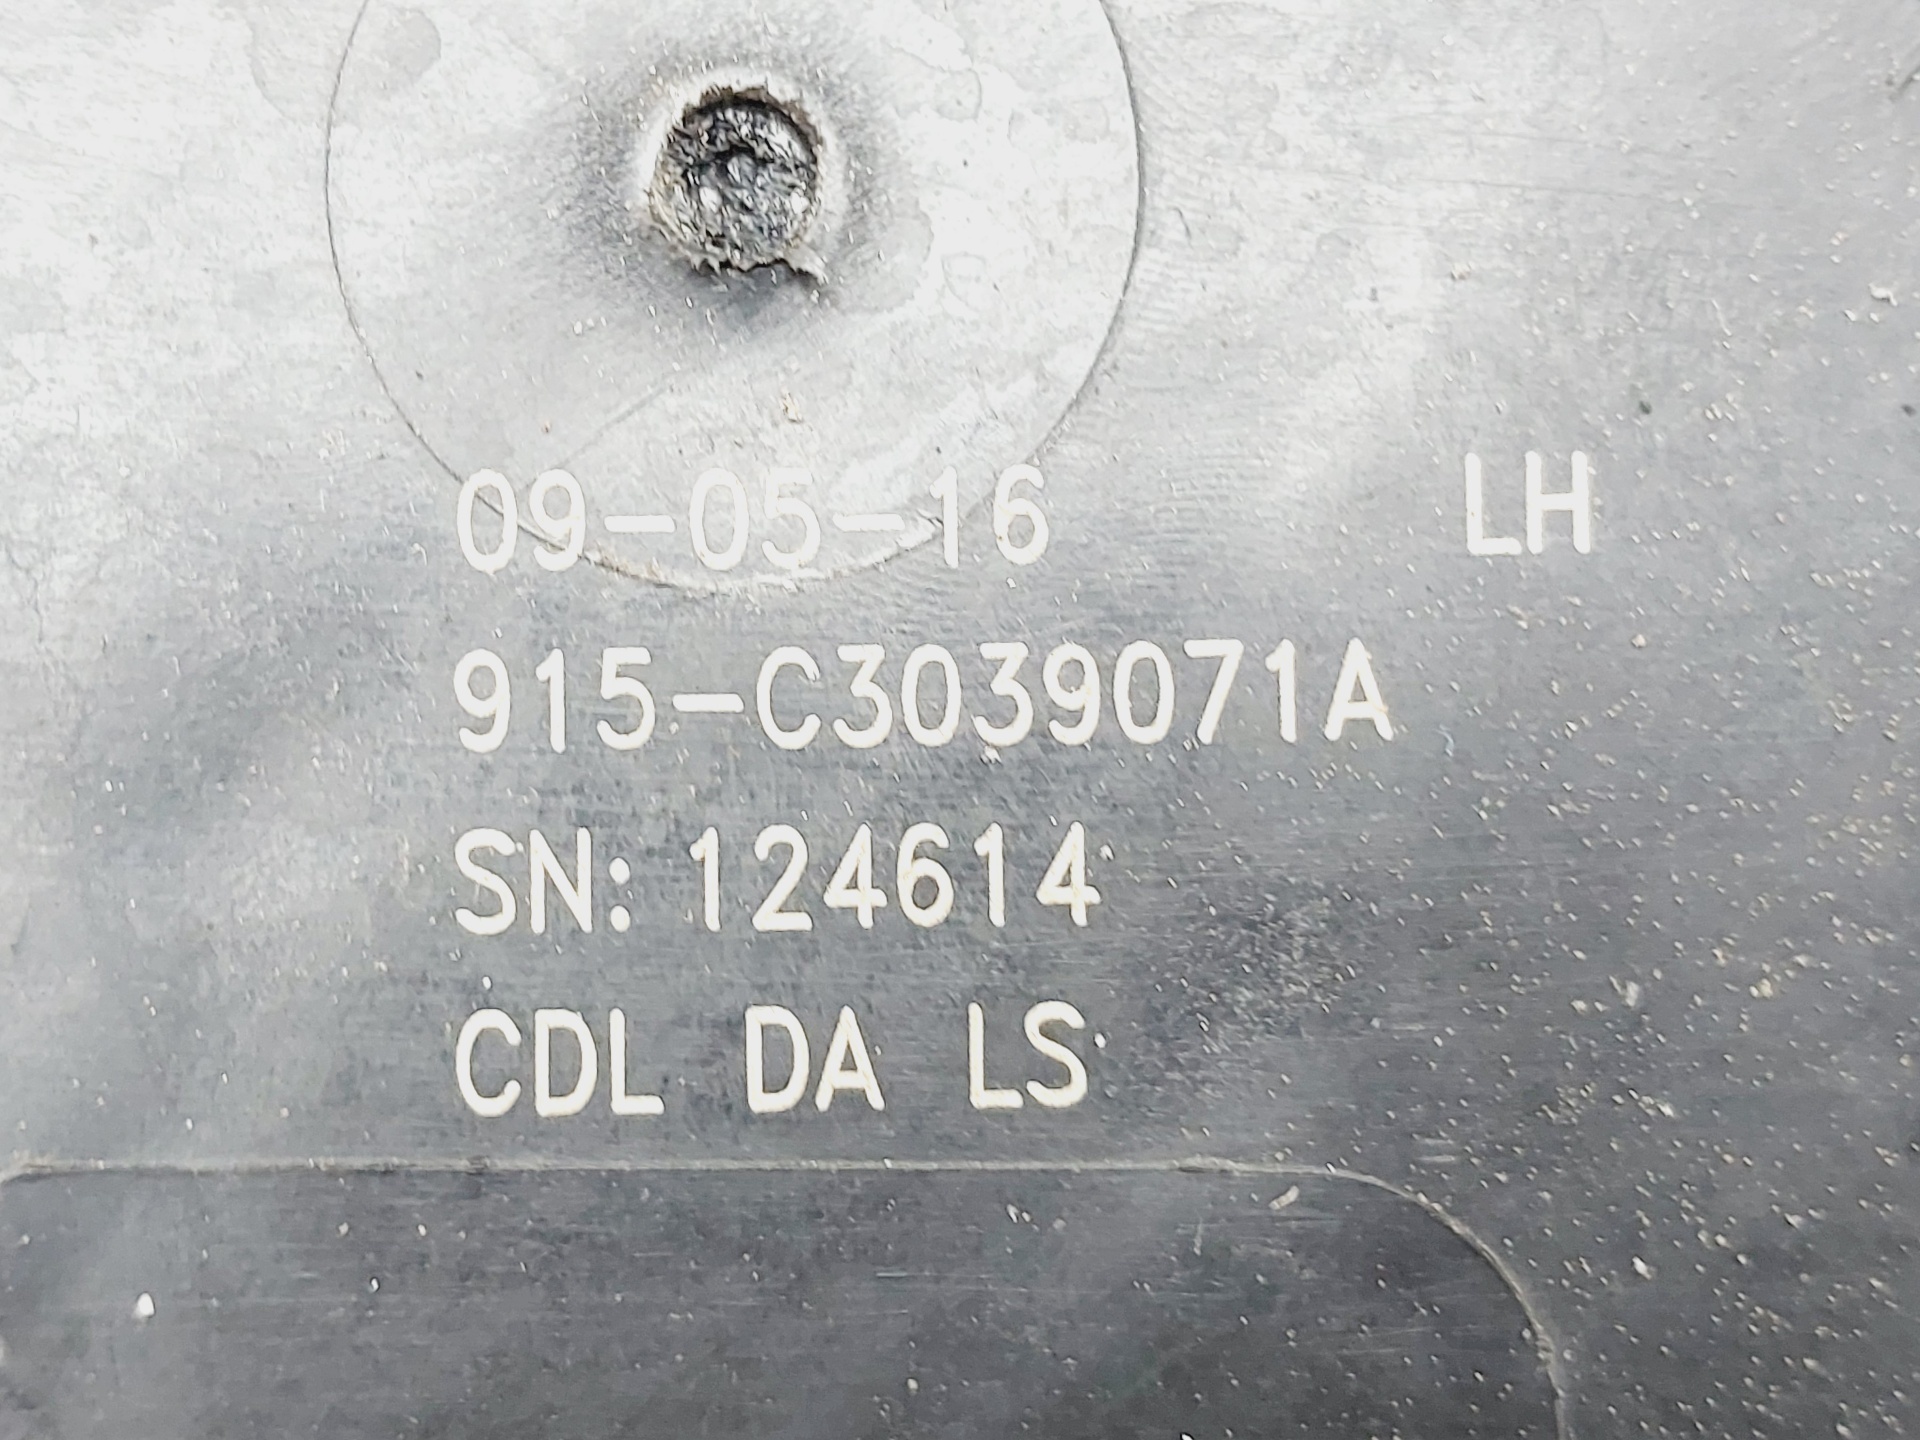 09-05-16 LH
915-C3039071A
SN: 124614
CDL DA LS